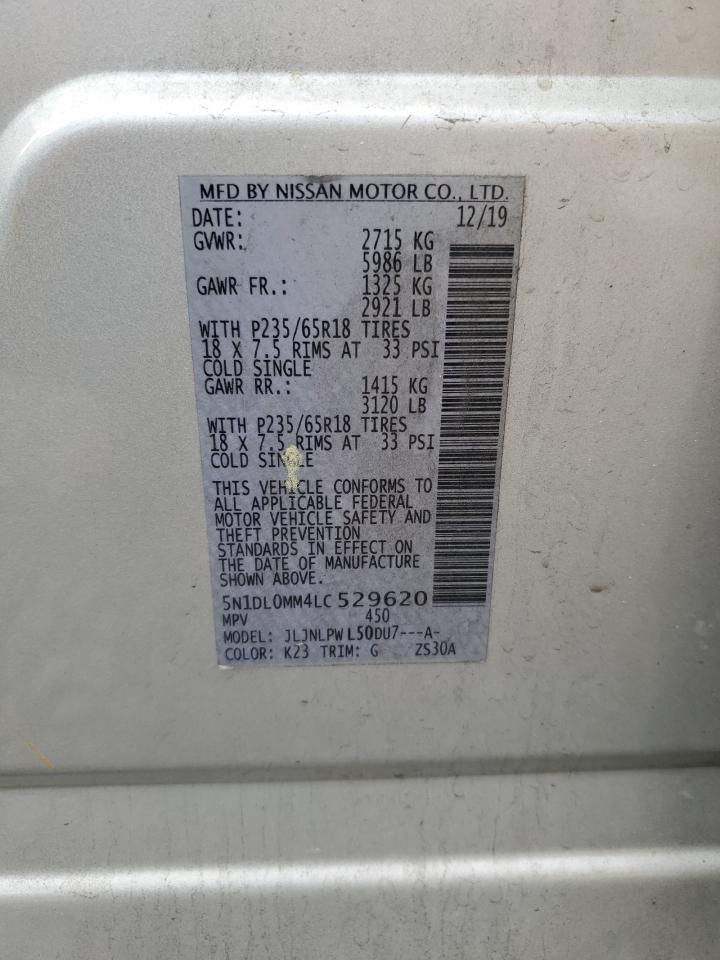 MFD BY NISSAN MOTOR CO., LTD.
DATE: 12/19
GVWR: 2715 KG
5986 LB
GAWR FR.: 1325 KG
2921 LB
WITH P235/65R18 TIRES
18 X 7.5 RIMS AT 33 PSI
COLD SINGLE
GAWR RR.: 1415 KG
3120 LB
WITH P235/65R18 TIRES
18 X 7.5 RIMS AT 33 PSI
COLD SINGLE
THIS VEHICLE CONFORMS TO
ALL APPLICABLE FEDERAL
MOTOR VEHICLE SAFETY AND
THEFT PREVENTION
STANDARDS IN EFFECT ON
THE DATE OF MANUFACTURE
SHOWN ABOVE.
5N1DL0MM4LC529620
MPV 450
MODEL: JLJNLPW L50DU7---A-
COLOR: K23 TRIM: G ZS30A